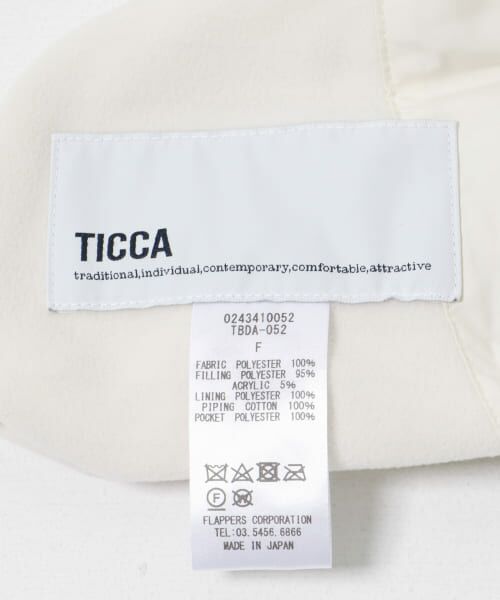 TICCA
traditional,individual,contemporary,comfortable,attractive
0243410052
TBDA-052
F
FABRIC POLYESTER 100%
FILLING POLYESTER 95%
ACRYLA 5%
LINING POLYESTER 100%
PIPING COTTON 100%
POCKET POLYESTER 100%
F W
FLAPPERS CORPORATION
TEL:03.5456.6866
MADE IN JAPAN